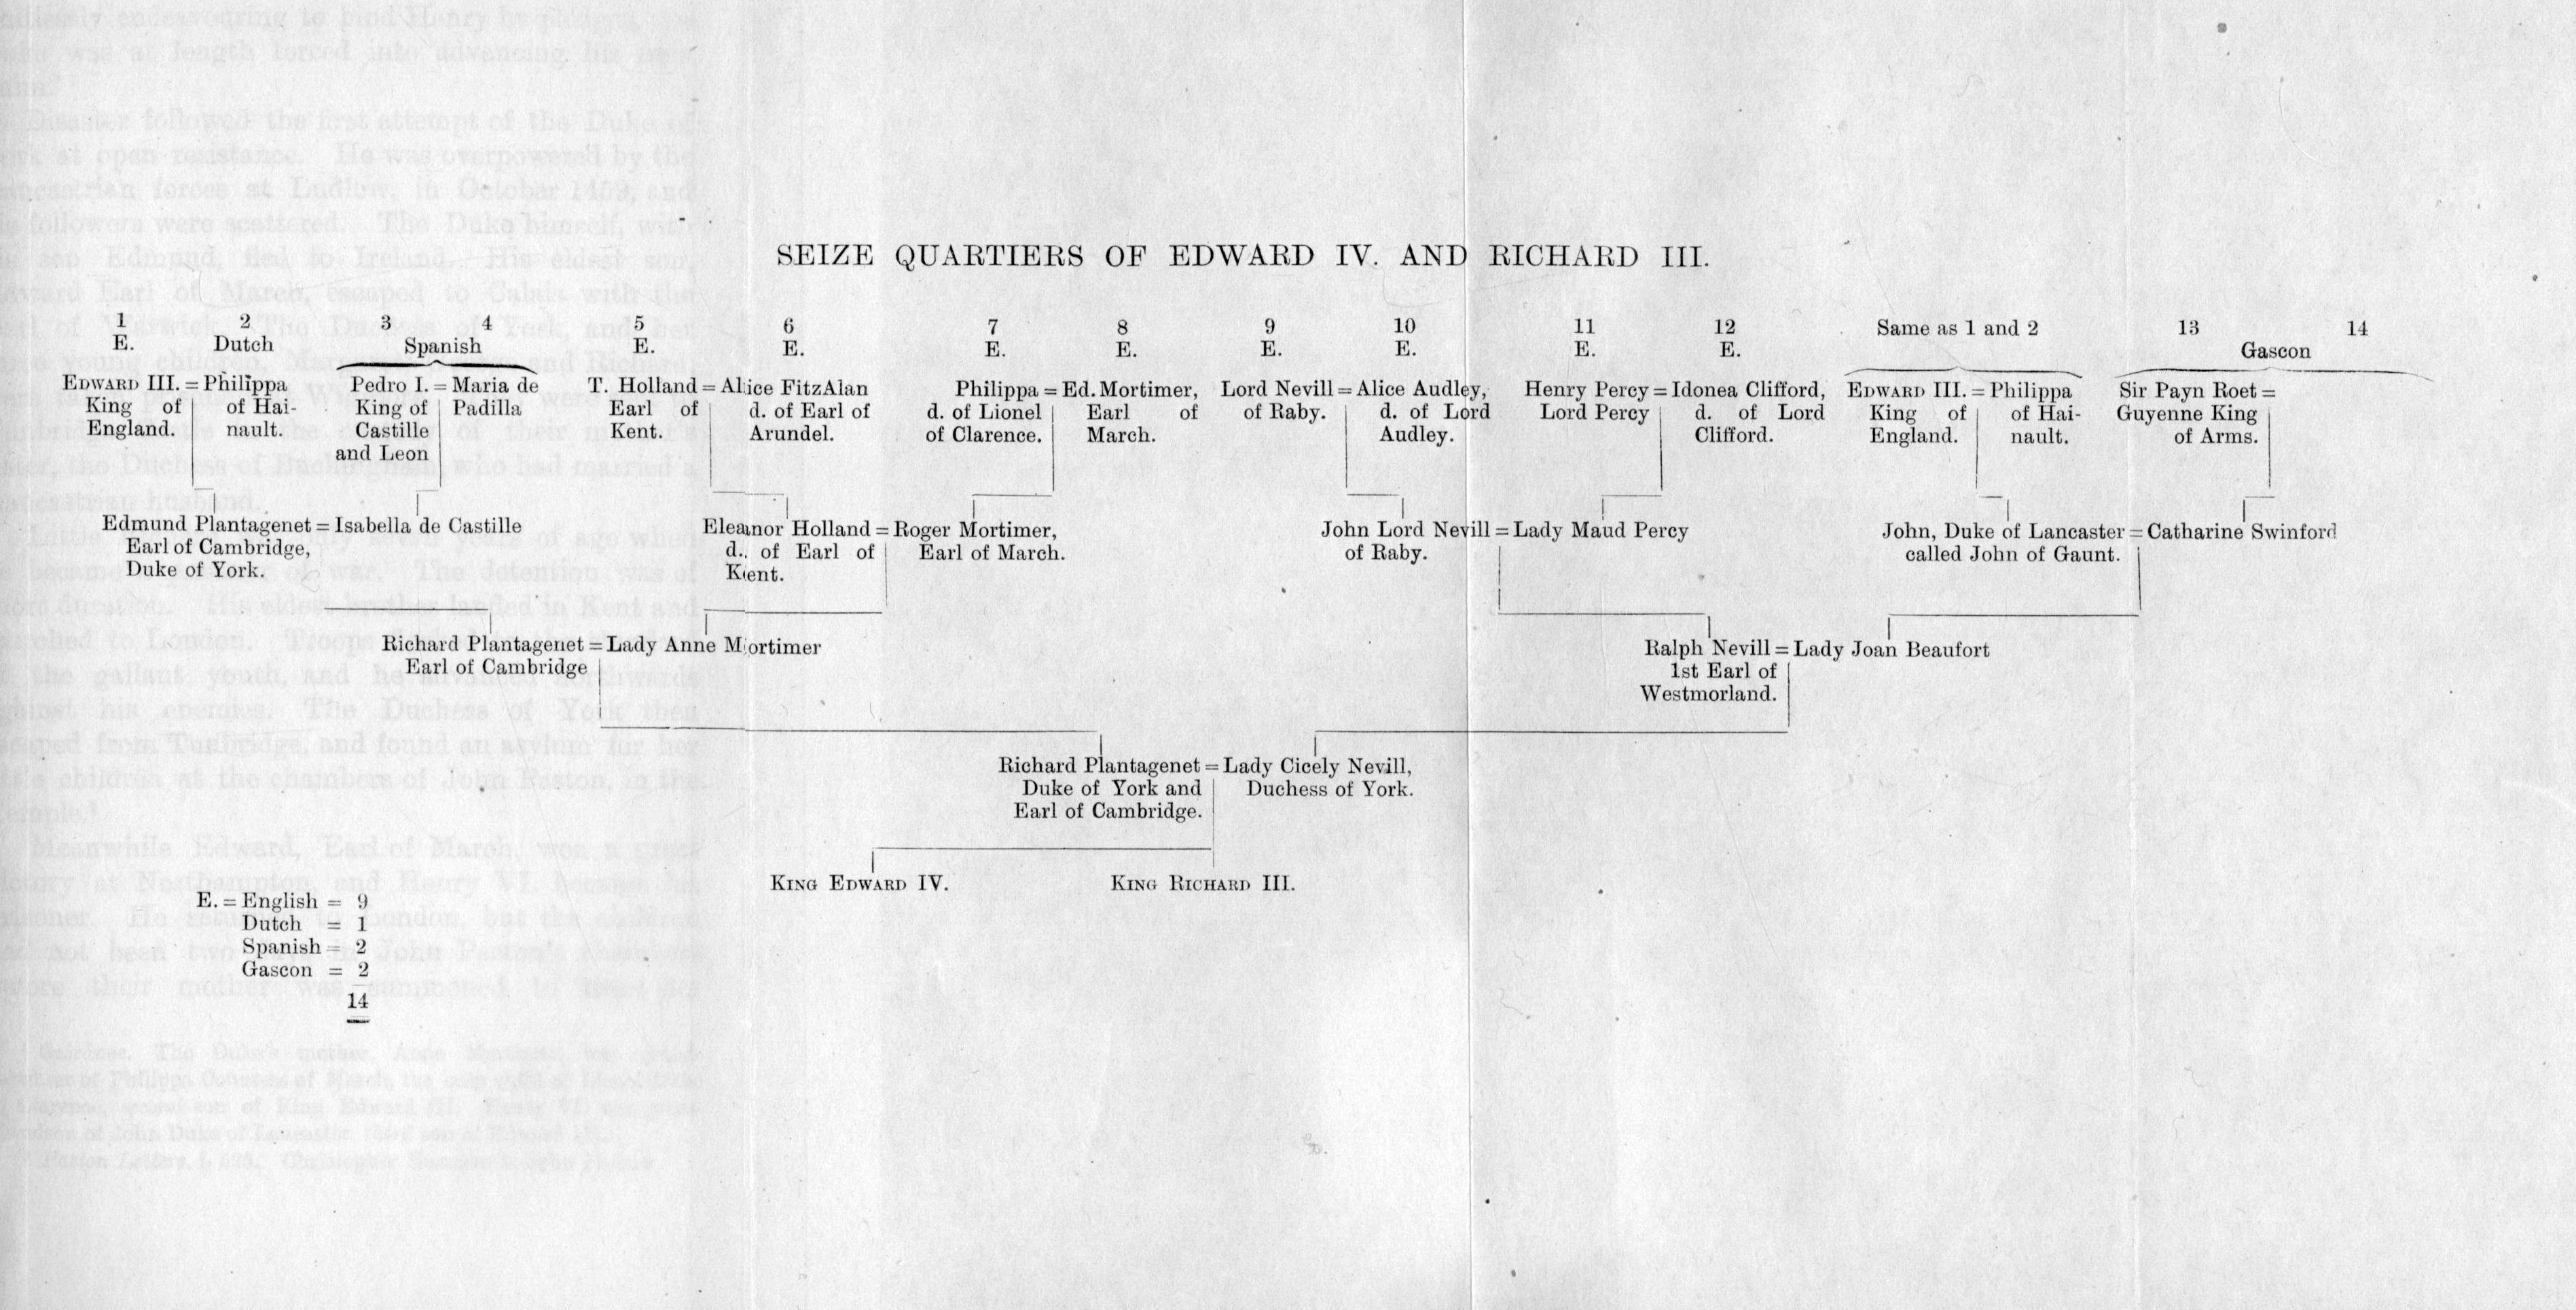 SEIZE QUARTIERS OF EDWARD IV. AND RICHARD III.
1 2 3 4 5 6 7 8 9 10 11 12 Same as 1 and 2 13 14
E. Dutch Spanish E. E. E. E. E. E. E. E. Gascon
EDWARD III. = Philippa Pedro I. = Maria de T. Holland = Alice FitzAlan Philippa = Ed. Mortimer, Lord Nevill = Alice Audley, Henry Percy = Idonea Clifford, EDWARD III. = Philippa Sir Payn Roet =
King of of Hai- King of Padilla Earl of d. of Earl of d. of Lionel Earl of of Raby. d. of Lord Lord Percy d. of Lord King of of Hai- Guyenne King
England. nault. Castille Kent. Arundel. of Clarence. March. Audley. Clifford. England. nault. of Arms.
and Leon
Edmund Plantagenet = Isabella de Castille Eleanor Holland = Roger Mortimer, John Lord Nevill = Lady Maud Percy John, Duke of Lancaster = Catharine Swinford
Earl of Cambridge, d. of Earl of Earl of March. of Raby. called John of Gaunt.
Duke of York. Kent.
Richard Plantagenet = Lady Anne Mortimer Ralph Nevill = Lady Joan Beaufort
Earl of Cambridge 1st Earl of
Westmorland.
Richard Plantagenet = Lady Cicely Nevill,
Duke of York and Duchess of York.
Earl of Cambridge.
KING EDWARD IV. KING RICHARD III.
E. = English = 9
Dutch = 1
Spanish = 2
Gascon = 2
14